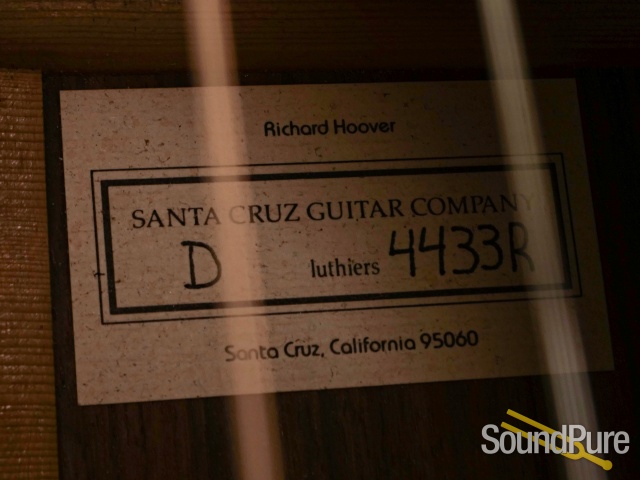 Richard Hoover
SANTA CRUZ GUITAR COMPANY
D luthiers 4433R
Santa Cruz, California 95060
SoundPure